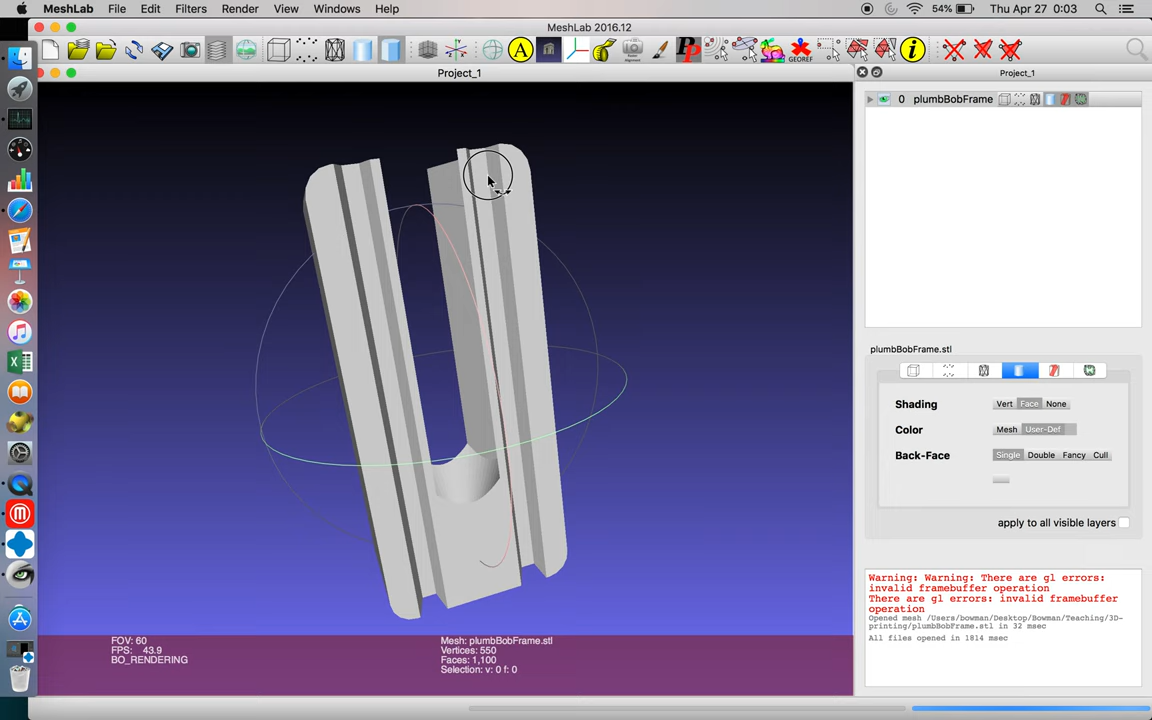 MeshLab File Edit Filters Render View Windows Help 54% Thu Apr 27 0:03
MeshLab 2016.12
A PP GEOREF i
Project_1
Project_1
0 plumbBobFrame
plumbBobFrame.stl
Shading Vert Face None
Color Mesh User-Def
Back-Face Single Double Fancy Cull
apply to all visible layers
Warning: Warning: There are gl errors:
invalid framebuffer operation
There are gl errors: invalid framebuffer
operation
Opened mesh /Users/bowman/Desktop/Bowman/Teaching/3D-
printing/plumbBobFrame.stl in 32 msec
All files opened in 1814 msec
FOV: 60
FPS: 43.9
BO_RENDERING
Mesh: plumbBobFrame.stl
Vertices: 550
Faces: 1,100
Selection: v: 0 f: 0